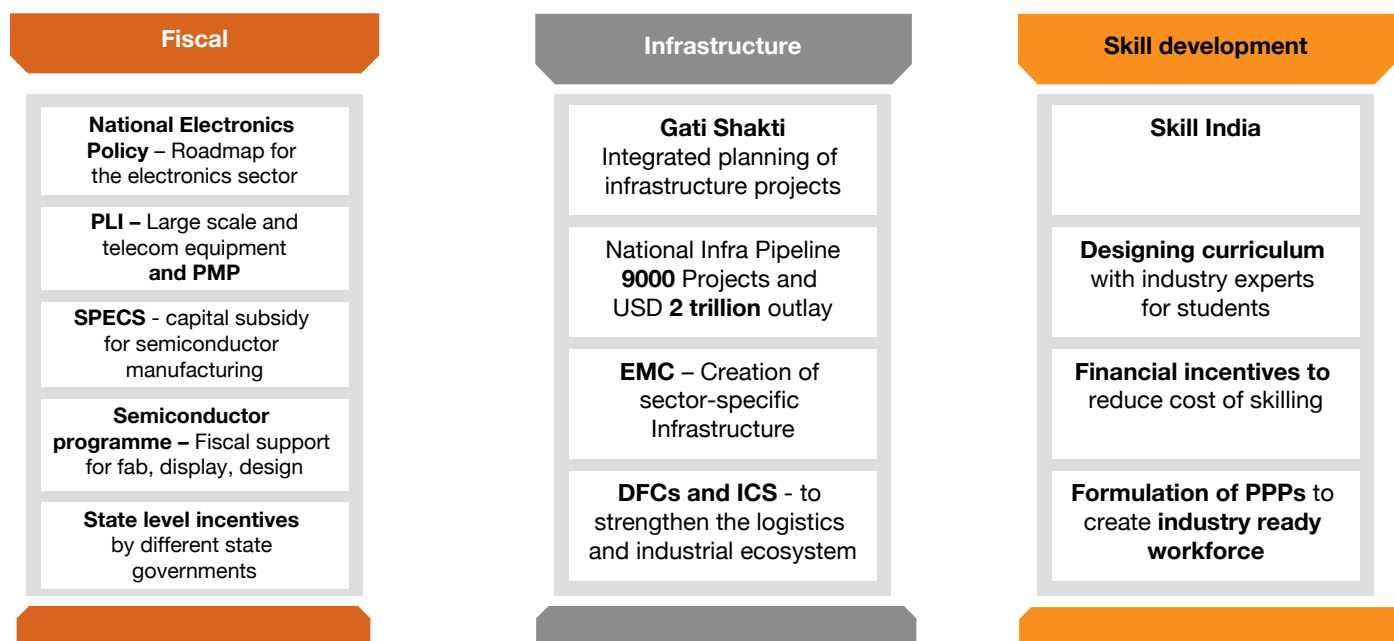 Fiscal
National Electronics
Policy – Roadmap for
the electronics sector
PLI – Large scale and
telecom equipment
and PMP
SPECS - capital subsidy
for semiconductor
manufacturing
Semiconductor
programme – Fiscal support
for fab, display, design
State level incentives
by different state
governments
Infrastructure
Gati Shakti
Integrated planning of
infrastructure projects
National Infra Pipeline
9000 Projects and
USD 2 trillion outlay
EMC – Creation of
sector-specific
Infrastructure
DFCs and ICS - to
strengthen the logistics
and industrial ecosystem
Skill development
Skill India
Designing curriculum
with industry experts
for students
Financial incentives to
reduce cost of skilling
Formulation of PPPs to
create industry ready
workforce